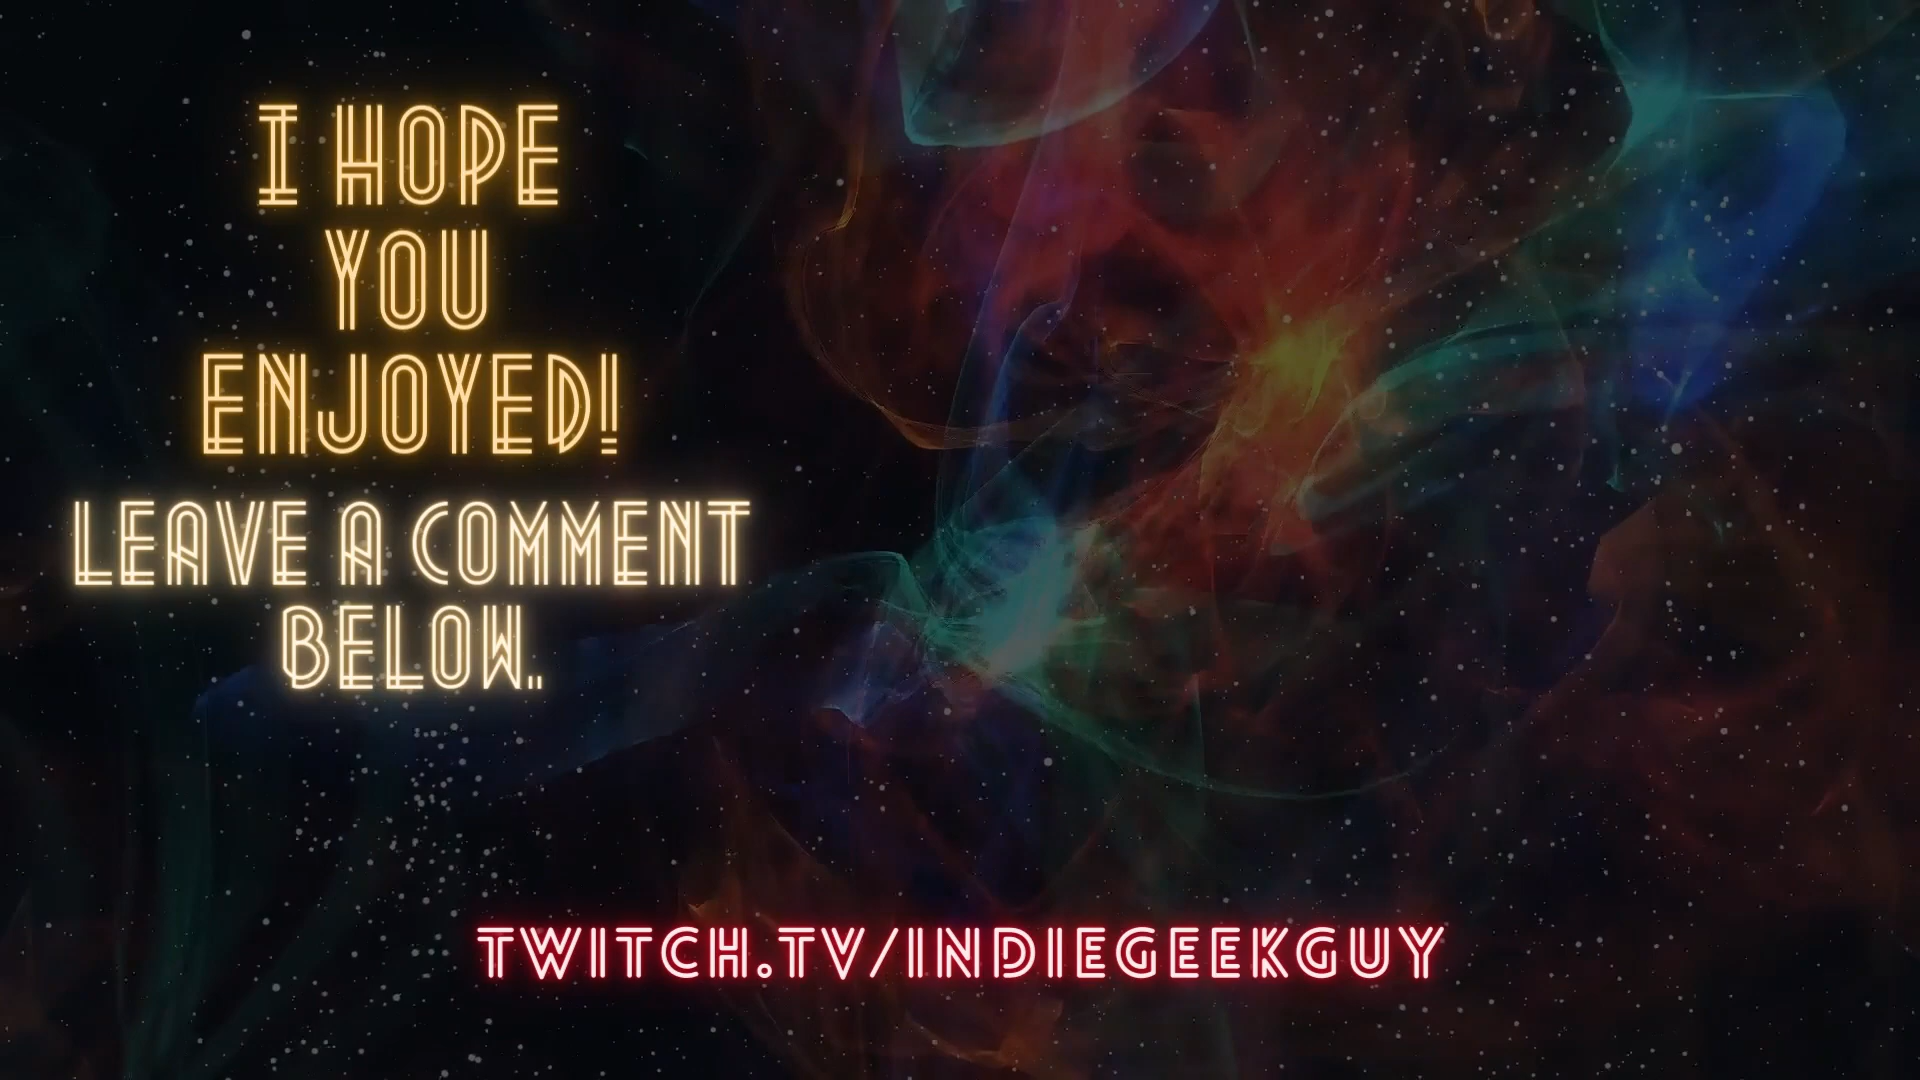 I HOPE
YOU
ENJOYED!
LEAVE A COMMENT
BELOW..
TWITCH.TV/INDIEGEEKGUY